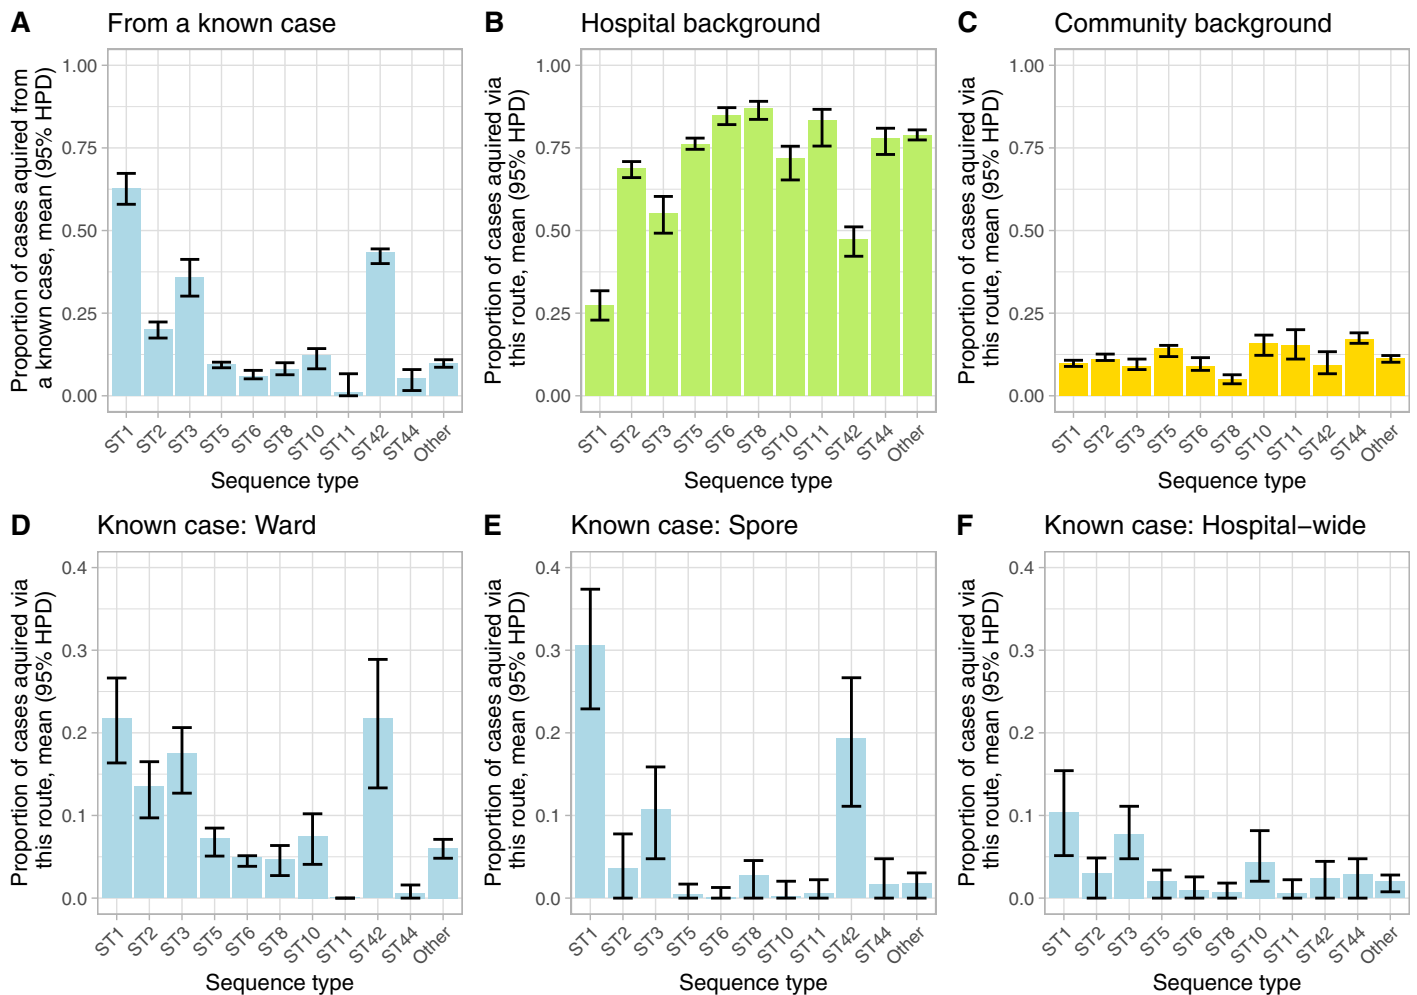 A From a known case
Proportion of cases aquired from
a known case, mean (95% HPD)
1.00
0.75
0.50
0.25
0.00
ST1 ST2 ST3 ST5 ST6 ST8 ST10 ST11 ST42 ST44 Other
Sequence type
B Hospital background
Proportion of cases aquired via
this route, mean (95% HPD)
1.00
0.75
0.50
0.25
0.00
ST1 ST2 ST3 ST5 ST6 ST8 ST10 ST11 ST42 ST44 Other
Sequence type
C Community background
Proportion of cases aquired via
this route, mean (95% HPD)
1.00
0.75
0.50
0.25
0.00
ST1 ST2 ST3 ST5 ST6 ST8 ST10 ST11 ST42 ST44 Other
Sequence type
D Known case: Ward
Proportion of cases aquired via
this route, mean (95% HPD)
0.4
0.3
0.2
0.1
0.0
ST1 ST2 ST3 ST5 ST6 ST8 ST10 ST11 ST42 ST44 Other
Sequence type
E Known case: Spore
Proportion of cases aquired via
this route, mean (95% HPD)
0.4
0.3
0.2
0.1
0.0
ST1 ST2 ST3 ST5 ST6 ST8 ST10 ST11 ST42 ST44 Other
Sequence type
F Known case: Hospital−wide
Proportion of cases aquired via
this route, mean (95% HPD)
0.4
0.3
0.2
0.1
0.0
ST1 ST2 ST3 ST5 ST6 ST8 ST10 ST11 ST42 ST44 Other
Sequence type